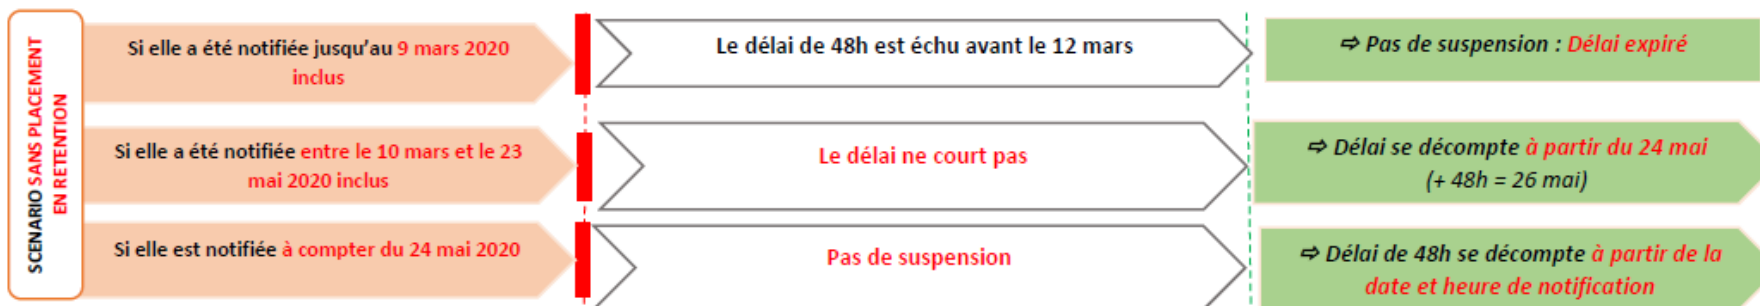 SCENARIO SANS PLACEMENT
EN RETENTION
Si elle a été notifiée jusqu’au 9 mars 2020
inclus
Le délai de 48h est échu avant le 12 mars
⇨ Pas de suspension : Délai expiré
Si elle a été notifiée entre le 10 mars et le 23
mai 2020 inclus
Le délai ne court pas
⇨ Délai se décompte à partir du 24 mai
(+ 48h = 26 mai)
Si elle est notifiée à compter du 24 mai 2020
Pas de suspension
⇨ Délai de 48h se décompte à partir de la
date et heure de notification